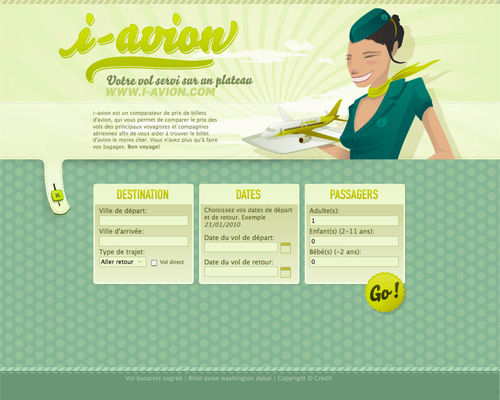 i-avion
Votre vol servi sur un plateau
WWW.I-AVION.COM
i-avion est un comparateur de prix de billets
d'avion, qui vous permet de comparer le prix
des vols des principaux voyagistes et compagnies
aériennes afin de vous aider à trouver le billet
d'avion le moins cher. Vous n'avez plus qu'à faire
vos bagages. Bon voyage!
DESTINATION
Ville de départ:
Ville d'arrivée:
Type de trajet:
Aller retour
Vol direct
DATES
Choisissez vos dates de départ
et de retour. Exemple
21/01/2010
Date du vol de départ:
Date du vol de retour:
PASSAGERS
Adulte(s):
1
Enfant(s) (2-11 ans):
0
Bébé(s) (-2 ans):
0
Go !
Vol bucarest zagreb | Billet avion washington dakar | Copyright © Credit